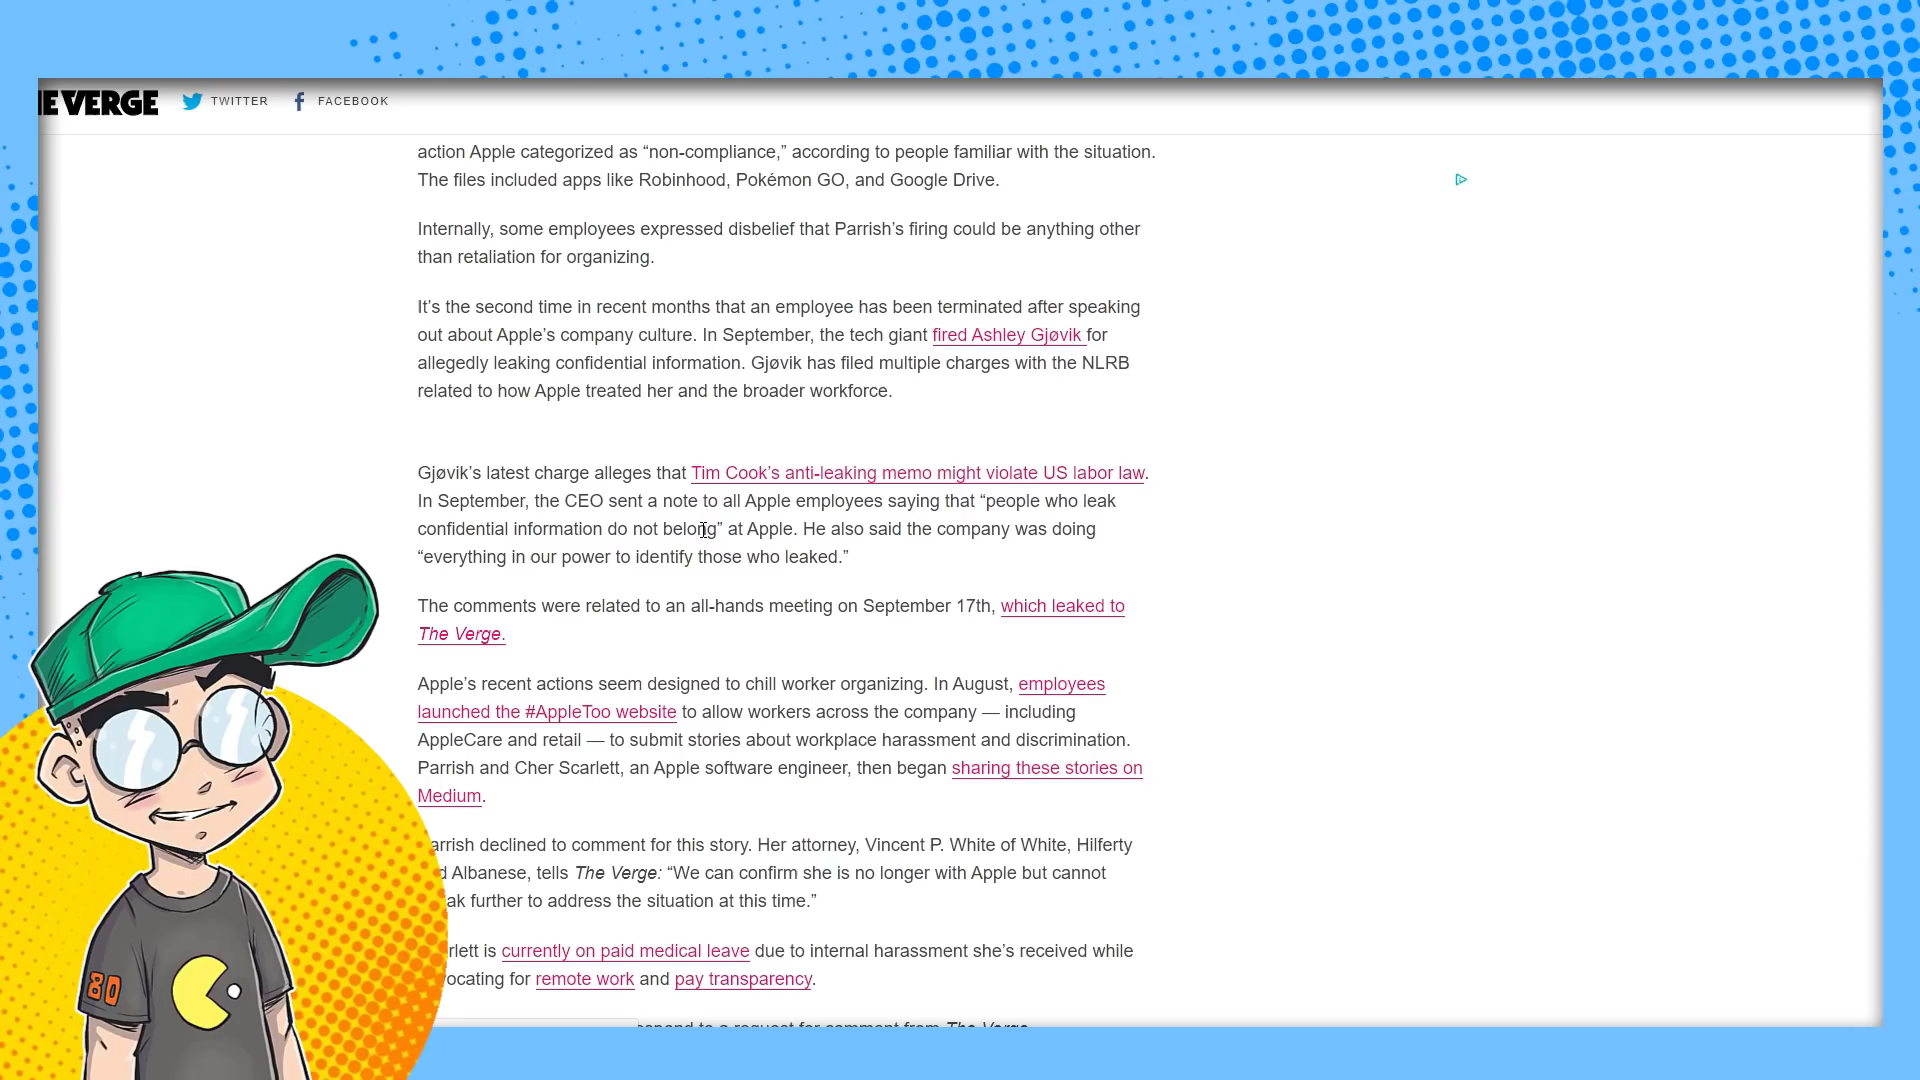 E VERGE TWITTER FACEBOOK
action Apple categorized as “non-compliance,” according to people familiar with the situation.
The files included apps like Robinhood, Pokémon GO, and Google Drive.
Internally, some employees expressed disbelief that Parrish’s firing could be anything other
than retaliation for organizing.
It’s the second time in recent months that an employee has been terminated after speaking
out about Apple’s company culture. In September, the tech giant fired Ashley Gjøvik for
allegedly leaking confidential information. Gjøvik has filed multiple charges with the NLRB
related to how Apple treated her and the broader workforce.
Gjøvik’s latest charge alleges that Tim Cook’s anti-leaking memo might violate US labor law.
In September, the CEO sent a note to all Apple employees saying that “people who leak
confidential information do not belong” at Apple. He also said the company was doing
“everything in our power to identify those who leaked.”
The comments were related to an all-hands meeting on September 17th, which leaked to
The Verge.
Apple’s recent actions seem designed to chill worker organizing. In August, employees
launched the #AppleToo website to allow workers across the company — including
AppleCare and retail — to submit stories about workplace harassment and discrimination.
Parrish and Cher Scarlett, an Apple software engineer, then began sharing these stories on
Medium.
arrish declined to comment for this story. Her attorney, Vincent P. White of White, Hilferty
d Albanese, tells The Verge: “We can confirm she is no longer with Apple but cannot
ak further to address the situation at this time.”
rlett is currently on paid medical leave due to internal harassment she’s received while
ocating for remote work and pay transparency.
to a request for comment from The Verge
80